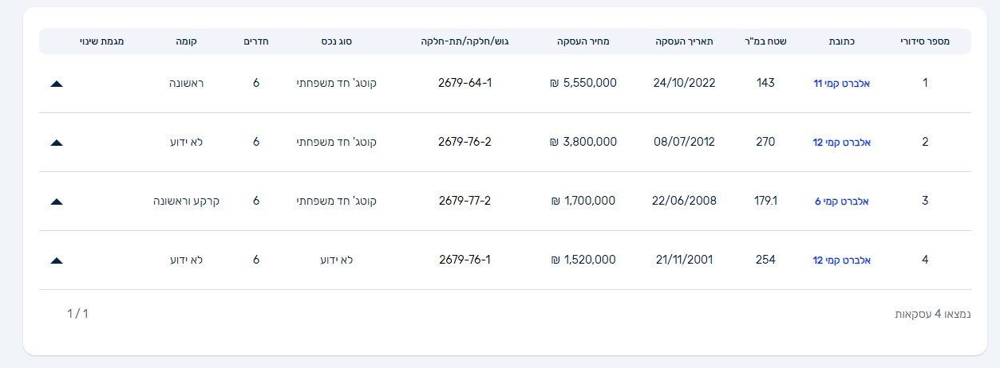 מספר סידורי כתובת שטח במ"ר תאריך העסקה מחיר העסקה גוש/חלקה/תת-חלקה סוג נכס חדרים קומה מגמת שינוי
1 אלברט קמי 11 143 24/10/2022 5,550,000 ₪ 2679-64-1 קוטג' חד משפחתי 6 ראשונה
2 אלברט קמי 12 270 08/07/2012 3,800,000 ₪ 2679-76-2 קוטג' חד משפחתי 6 לא ידוע
3 אלברט קמי 6 179.1 22/06/2008 1,700,000 ₪ 2679-77-2 קוטג' חד משפחתי 6 קרקע וראשונה
4 אלברט קמי 12 254 21/11/2001 1,520,000 ₪ 2679-76-1 לא ידוע 6 לא ידוע
נמצאו 4 עסקאות 1 / 1